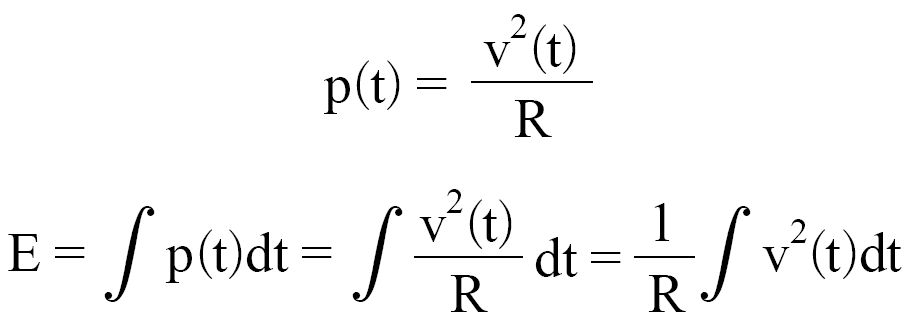 p(t) = v²(t)/R
E = ∫ p(t)dt = ∫ v²(t)/R dt = 1/R ∫ v²(t)dt